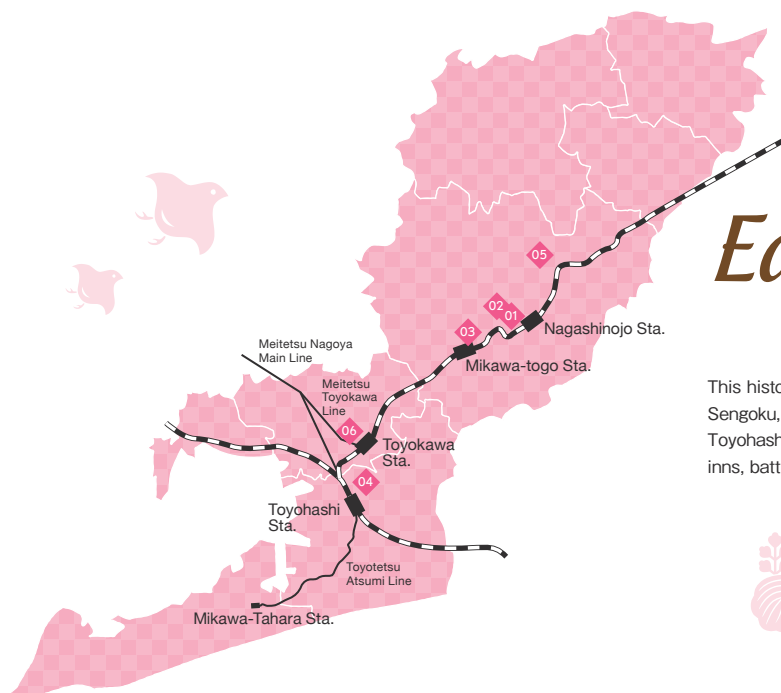 05
02
01
03
Nagashinojo Sta.
Mikawa-togo Sta.
Meitetsu Nagoya
Main Line
Meitetsu
Toyokawa
Line
06
Toyokawa
Sta.
04
Toyohashi
Sta.
Toyotetsu
Atsumi Line
Mikawa-Tahara Sta.
This histo
Sengoku,
Toyohash
inns, batt